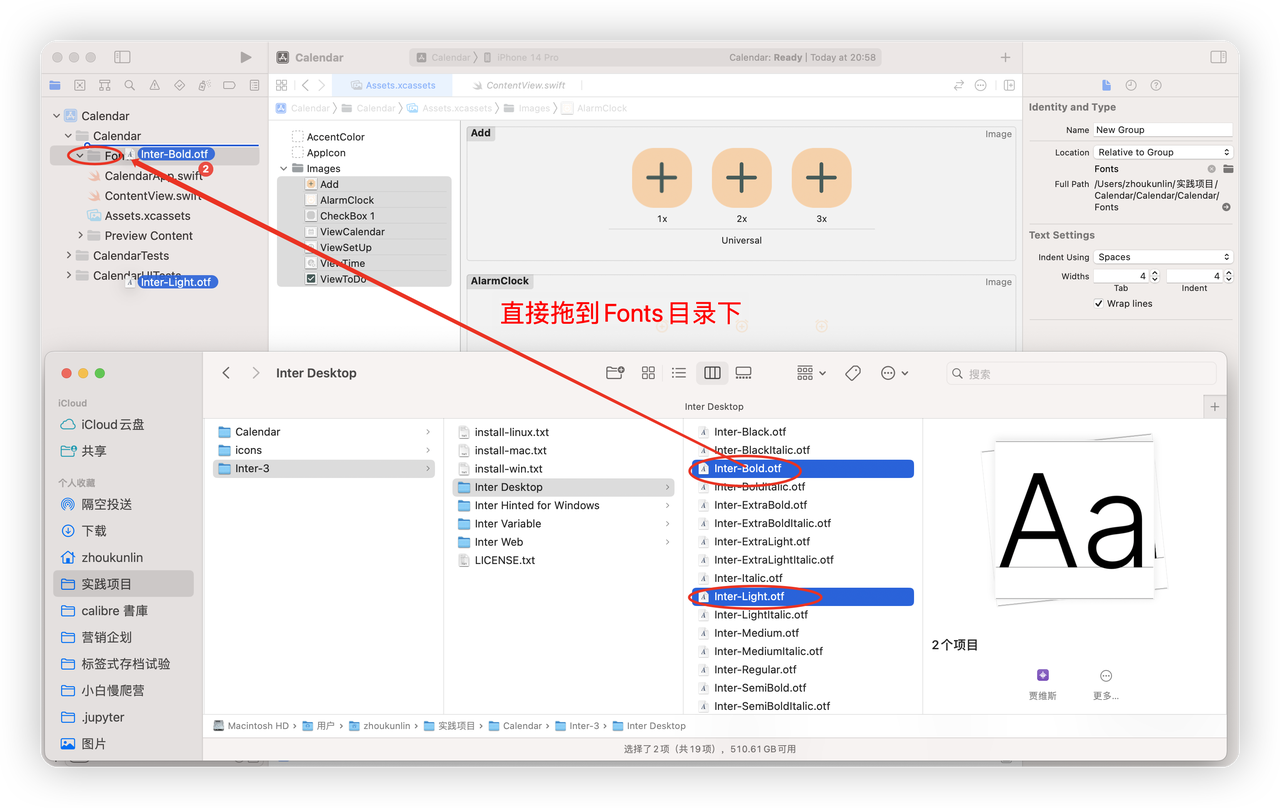 Calendar
Calendar
Inter-Bold.otf
2
CalendarApp.swift
ContentView.swift
Assets.xcassets
Preview Content
CalendarTests
CalendarUITests
Inter-Light.otf
Calendar
Calendar iPhone 14 Pro
Calendar: Ready | Today at 20:58
Assets.xcassets
ContentView.swift
Calendar Calendar Assets.xcassets Images AlarmClock
AccentColor
AppIcon
Images
Add
AlarmClock
CheckBox 1
ViewCalendar
ViewSetUp
ViewTime
ViewToDo
Add Image
1x 2x 3x
Universal
AlarmClock Image
直接拖到 Fonts 目录下
Identity and Type
Name New Group
Location Relative to Group
Fonts
Full Path /Users/zhoukunlin/实践项目/
Calendar/Calendar/Calendar/
Fonts
Text Settings
Indent Using Spaces
Widths 4 4
Tab Indent
Wrap lines
iCloud
iCloud 云盘
共享
个人收藏
隔空投送
下载
zhoukunlin
实践项目
calibre 書庫
营销企划
标签式存档试验
小白慢爬营
.jupyter
图片
Inter Desktop
搜索
Inter Desktop
Calendar
icons
Inter-3
install-linux.txt
install-mac.txt
install-win.txt
Inter Desktop
Inter Hinted for Windows
Inter Variable
Inter Web
LICENSE.txt
Inter-Black.otf
Inter-BlackItalic.otf
Inter-Bold.otf
Inter-BoldItalic.otf
Inter-ExtraBold.otf
Inter-ExtraBoldItalic.otf
Inter-ExtraLight.otf
Inter-ExtraLightItalic.otf
Inter-Italic.otf
Inter-Light.otf
Inter-LightItalic.otf
Inter-Medium.otf
Inter-MediumItalic.otf
Inter-Regular.otf
Inter-SemiBold.otf
Inter-SemiBoldItalic.otf
Aa
2 个项目
贾维斯 更多...
Macintosh HD › 用户 › zhoukunlin › 实践项目 › Calendar › Inter-3 › Inter Desktop
选择了 2 项（共 19 项），510.61 GB 可用